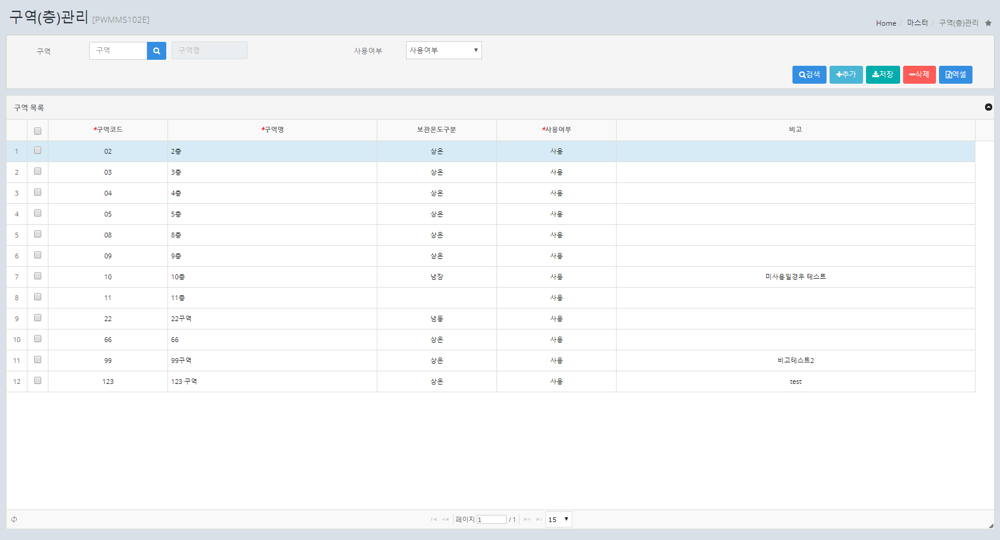 구역(층)관리 [PWMMS102E]
Home / 마스터 / 구역(층)관리
구역 구역 구역명 사용여부 사용여부
검색 추가 저장 삭제 엑셀
구역 목록
*구역코드 *구역명 보관온도구분 *사용여부 비고
1 02 2층 상온 사용
2 03 3층 상온 사용
3 04 4층 상온 사용
4 05 5층 상온 사용
5 08 8층 상온 사용
6 09 9층 상온 사용
7 10 10층 냉장 사용 미사용일경우 테스트
8 11 11층 사용
9 22 22구역 냉동 사용
10 66 66 상온 사용
11 99 99구역 상온 사용 비고테스트2
12 123 123 구역 상온 사용 test
페이지 1 / 1 15